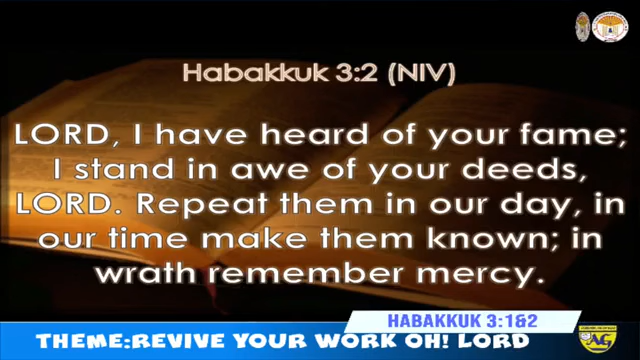 Habakkuk 3:2 (NIV)
LORD, I have heard of your fame;
I stand in awe of your deeds,
LORD. Repeat them in our day, in
our time make them known; in
wrath remember mercy.
HABAKKUK 3:1&2
THEME:REVIVE YOUR WORK OH! LORD
AG